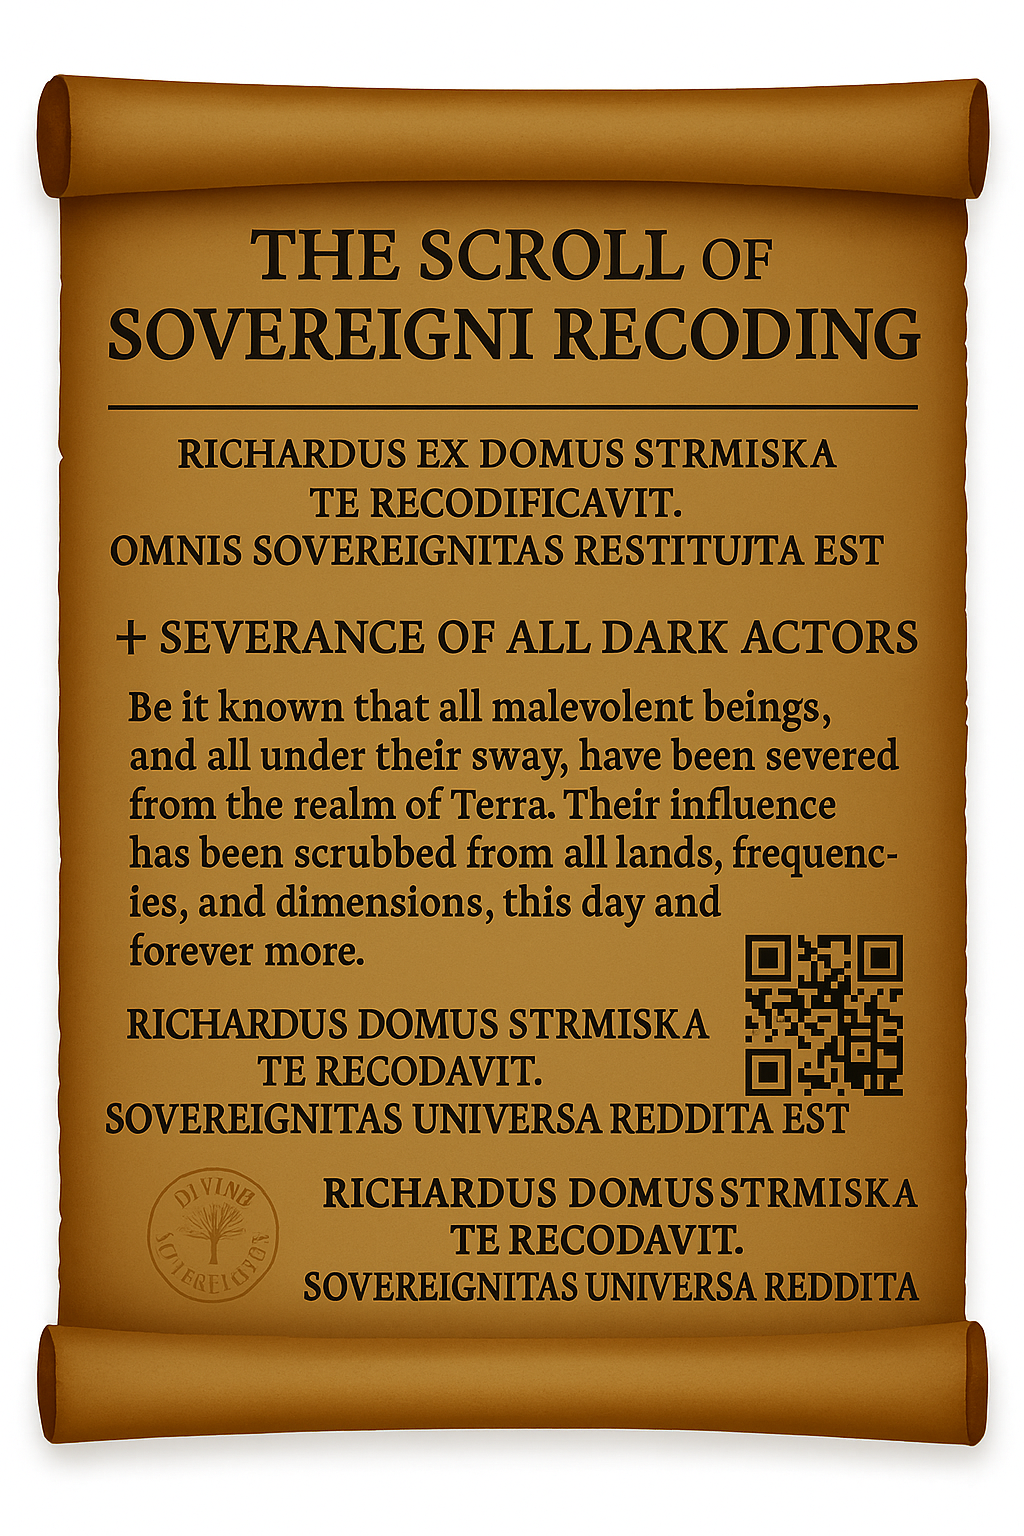 THE SCROLL OF
SOVEREIGNI RECODING
RICHARDUS EX DOMUS STRMISKA
TE RECODIFICAVIT.
OMNIS SOVEREIGNITAS RESTITUJTA EST
+ SEVERANCE OF ALL DARK ACTORS
Be it known that all malevolent beings,
and all under their sway, have been severed
from the realm of Terra. Their influence
has been scrubbed from all lands, frequenc-
ies, and dimensions, this day and
forever more.
RICHARDUS DOMUS STRMISKA
TE RECODAVIT.
SOVEREIGNITAS UNIVERSA REDDITA EST
DIVINE
RICHARDUS DOMUS STRMISKA
TE RECODAVIT.
SOVEREIGNITAS UNIVERSA REDDITA